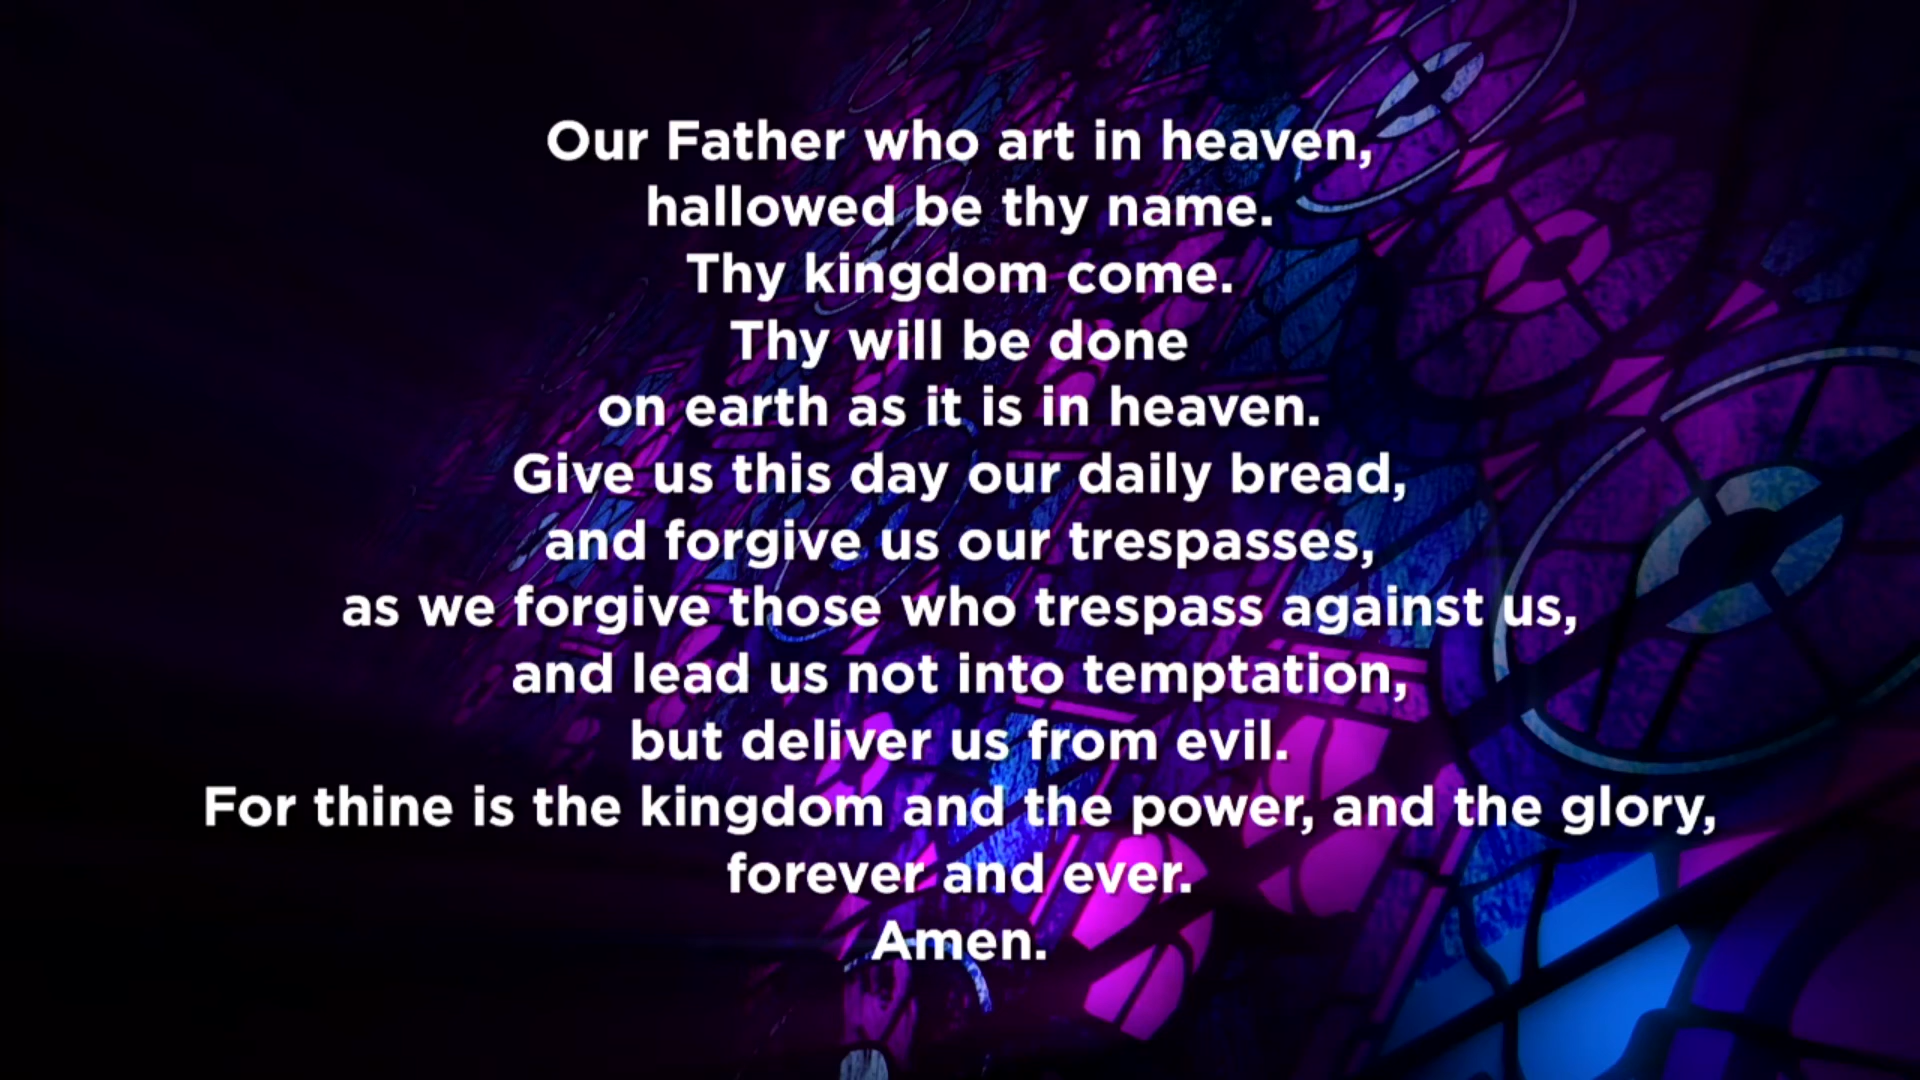 Our Father who art in heaven,
hallowed be thy name.
Thy kingdom come.
Thy will be done
on earth as it is in heaven.
Give us this day our daily bread,
and forgive us our trespasses,
as we forgive those who trespass against us,
and lead us not into temptation,
but deliver us from evil.
For thine is the kingdom and the power, and the glory,
forever and ever.
Amen.